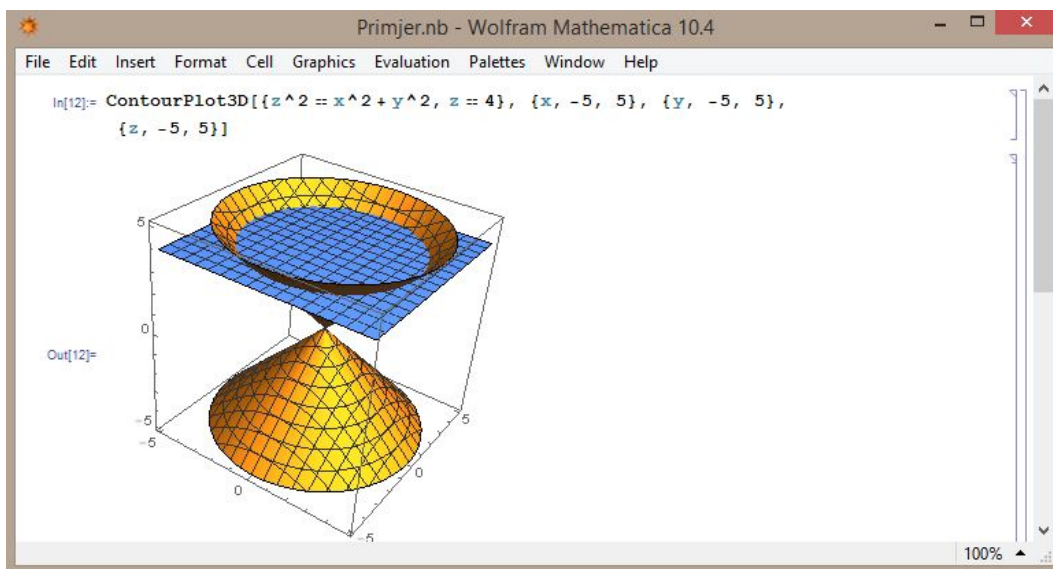 Primjer.nb - Wolfram Mathematica 10.4
File Edit Insert Format Cell Graphics Evaluation Palettes Window Help
In[12]:= ContourPlot3D[{z^2 == x^2 + y^2, z == 4}, {x, -5, 5}, {y, -5, 5},
{z, -5, 5}]
5
0
Out[12]=
-5
-5
5
0
0
-5
100%